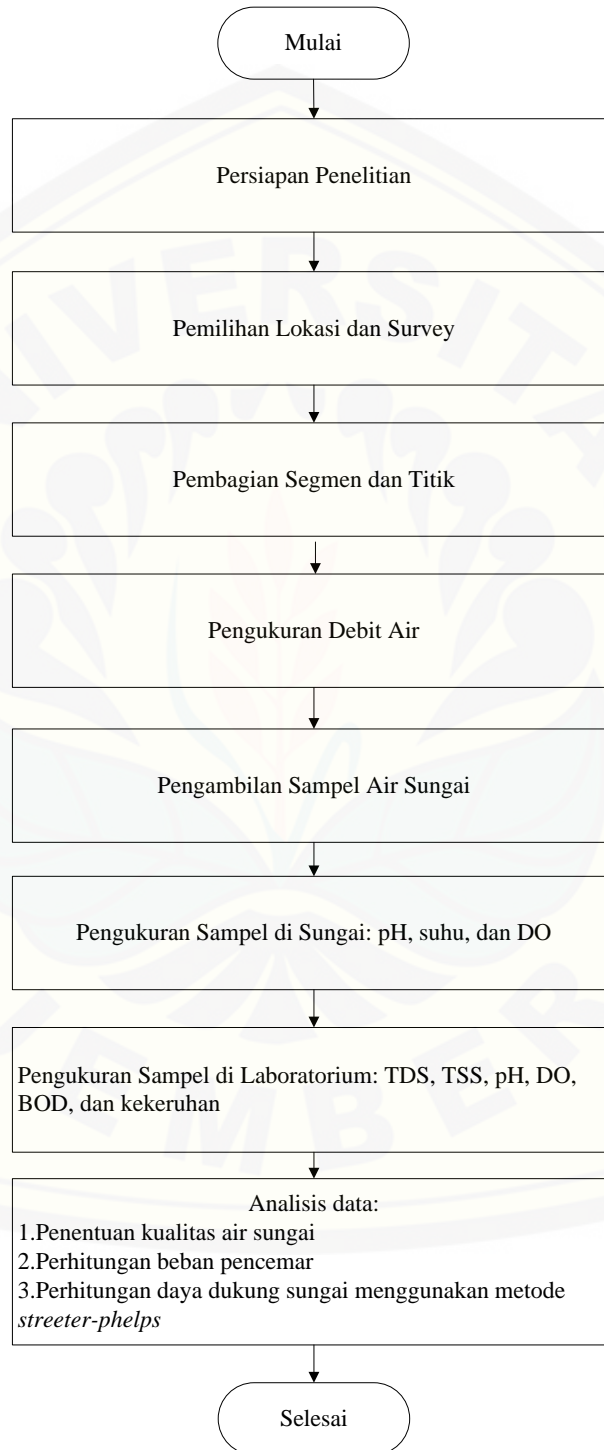 Mulai
Persiapan Penelitian
Pemilihan Lokasi dan Survey
Pembagian Segmen dan Titik
Pengukuran Debit Air
Pengambilan Sampel Air Sungai
Pengukuran Sampel di Sungai: pH, suhu, dan DO
Pengukuran Sampel di Laboratorium: TDS, TSS, pH, DO,
BOD, dan kekeruhan
Analisis data:
1.Penentuan kualitas air sungai
2.Perhitungan beban pencemar
3.Perhitungan daya dukung sungai menggunakan metode
streeter-phelps
Selesai